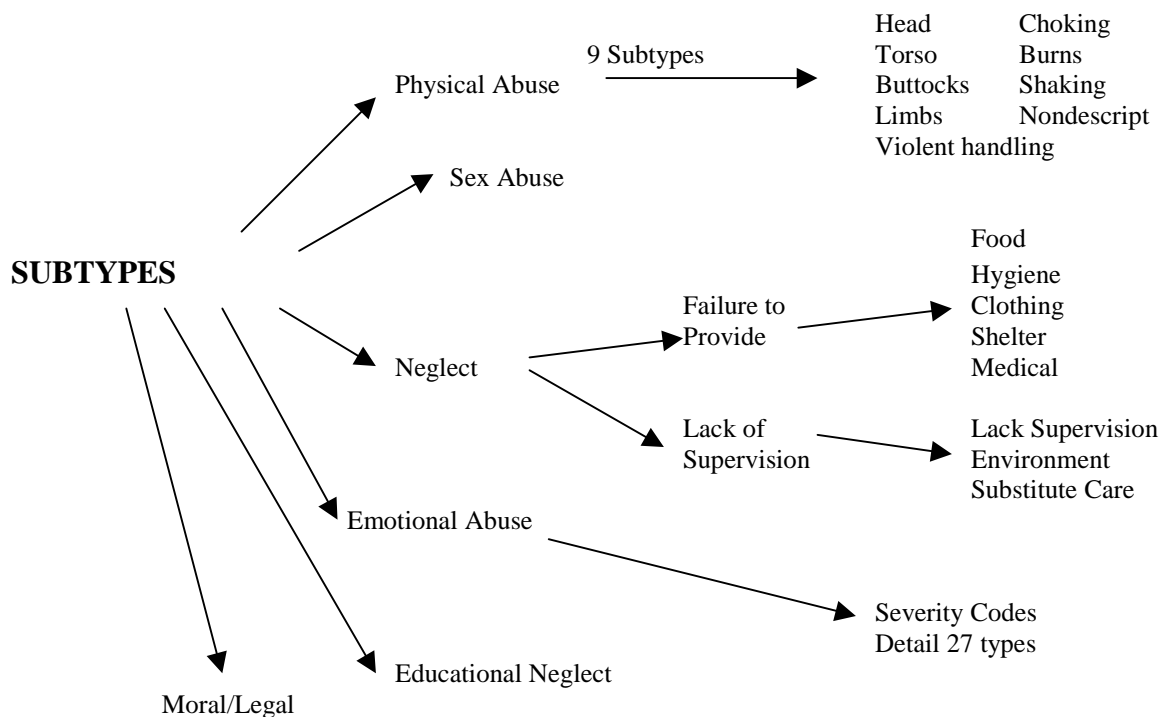 Head Choking
9 Subtypes
Torso Burns
Physical Abuse
Buttocks Shaking
Limbs Nondescript
Violent handling
Sex Abuse
SUBTYPES
Food
Hygiene
Failure to
Provide
Clothing
Shelter
Medical
Neglect
Lack of
Supervision
Lack Supervision
Environment
Substitute Care
Emotional Abuse
Severity Codes
Detail 27 types
Educational Neglect
Moral/Legal